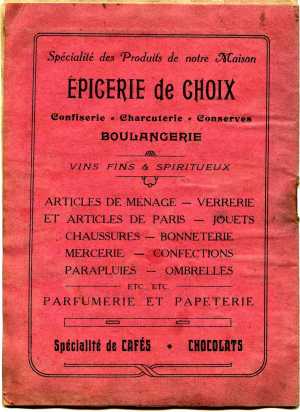 Spécialité des Produits de notre Maison
ÉPICERIE de CHOIX
Confiserie - Charcuterie - Conserves
BOULANGERIE
VINS FINS & SPIRITUEUX
ARTICLES DE MENAGE — VERRERIE
ET ARTICLES DE PARIS — JOUETS
CHAUSSURES — BONNETERIE
MERCERIE — CONFECTIONS
PARAPLUIES — OMBRELLES
ETC., ETC.
PARFUMERIE ET PAPETERIE
Spécialité de CAFÉS • CHOCOLATS